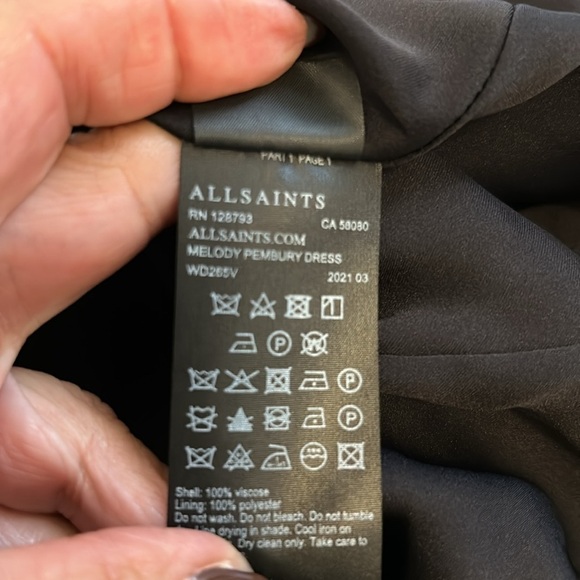 PART 1 PAGE 1
ALLSAINTS
RN 128793 CA 56080
ALLSAINTS.COM
MELODY PEMBURY DRESS
WD265V 2021 03
P W
P
P
Shell: 100% viscose
Lining: 100% polyester
Do not wash. Do not bleach. Do not tumble
Line drying in shade. Cool iron on
Dry clean only. Take care to